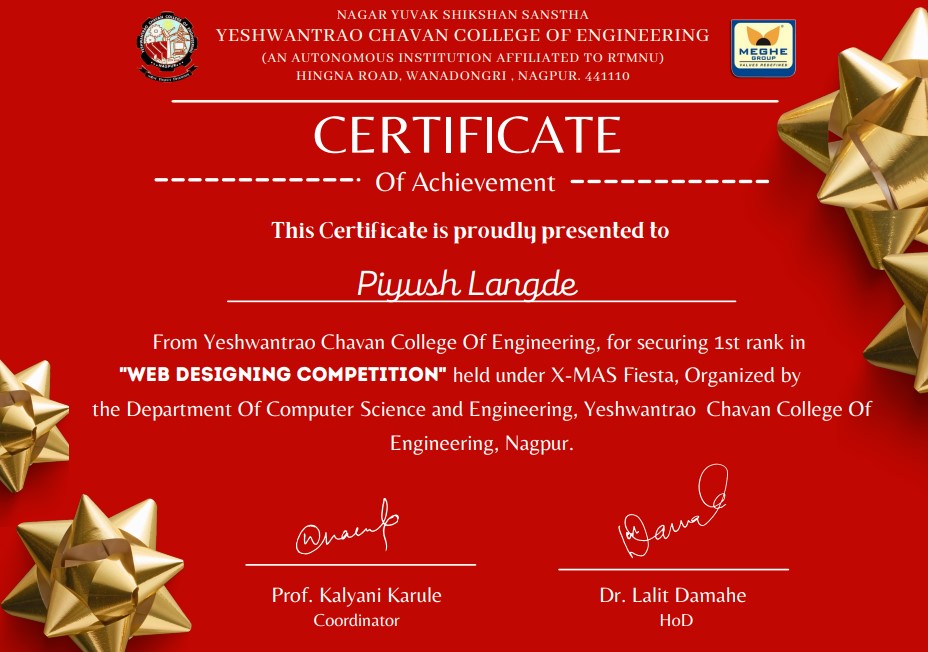 NAGAR YUVAK SHIKSHAN SANSTHA
YESHWANTRAO CHAVAN COLLEGE OF ENGINEERING
(AN AUTONOMOUS INSTITUTION AFFILIATED TO RTMNU)
HINGNA ROAD, WANADONGRI , NAGPUR. 441110
MEGHE
GROUP
VALUES REDEFINED
CERTIFICATE
Of Achievement
This Certificate is proudly presented to
Piyush Langde
From Yeshwantrao Chavan College Of Engineering, for securing 1st rank in
"WEB DESIGNING COMPETITION" held under X-MAS Fiesta, Organized by
the Department Of Computer Science and Engineering, Yeshwantrao Chavan College Of
Engineering, Nagpur.
Prof. Kalyani Karule
Coordinator
Dr. Lalit Damahe
HoD